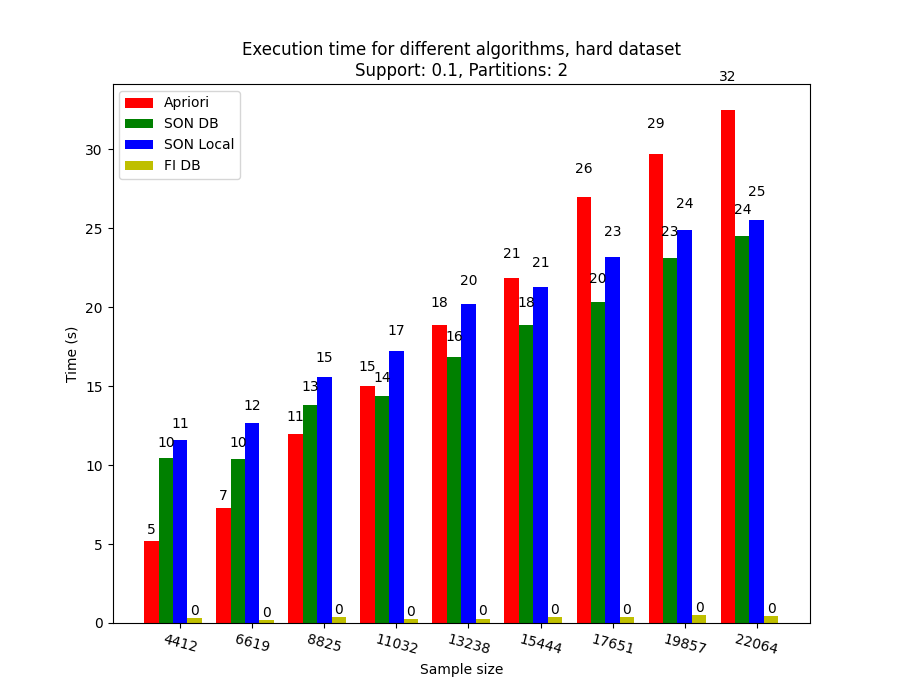 Execution time for different algorithms, hard dataset
Support: 0.1, Partitions: 2
Apriori
SON DB
SON Local
FI DB
Time (s)
30
25
20
15
10
5
0
5 10 11 0
7 10 12 0
11 13 15 0
15 14 17 0
18 16 20 0
21 18 21 0
26 20 23 0
29 23 24 0
32 24 25 0
4412 6619 8825 11032 13238 15444 17651 19857 22064
Sample size